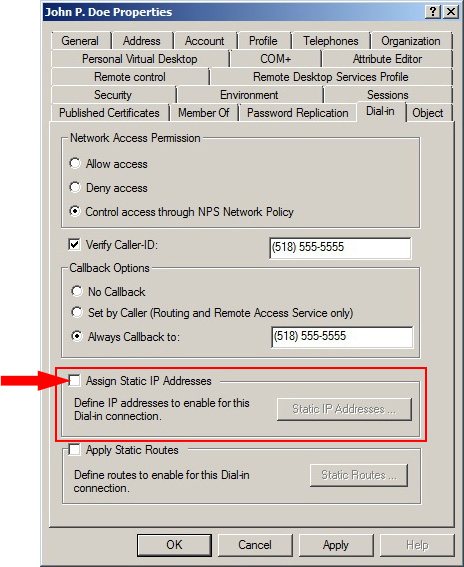 John P. Doe Properties
General Address Account Profile Telephones Organization
Personal Virtual Desktop COM+ Attribute Editor
Remote control Remote Desktop Services Profile
Security Environment Sessions
Published Certificates Member Of Password Replication Dial-in Object
Network Access Permission
Allow access
Deny access
Control access through NPS Network Policy
Verify Caller-ID: (518) 555-5555
Callback Options
No Callback
Set by Caller (Routing and Remote Access Service only)
Always Callback to: (518) 555-5555
Assign Static IP Addresses
Define IP addresses to enable for this
Dial-in connection.
Static IP Addresses ...
Apply Static Routes
Define routes to enable for this Dial-in
connection.
Static Routes ...
OK Cancel Apply Help